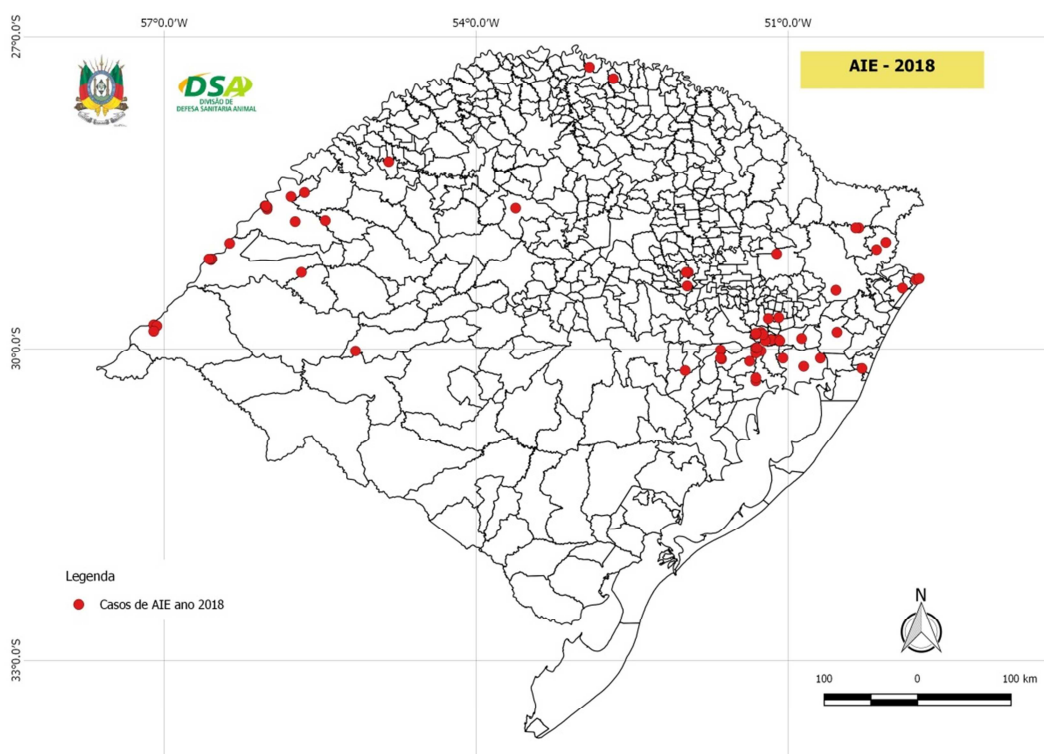 57°0.0'W
54°0.0'W
51°0.0'W
27°0.0'S
AIE - 2018
DSA
DIVISÃO DE
DEFESA SANITÁRIA ANIMAL
30°0.0'S
Legenda
Casos de AIE ano 2018
N
33°0.0'S
100
0
100 km